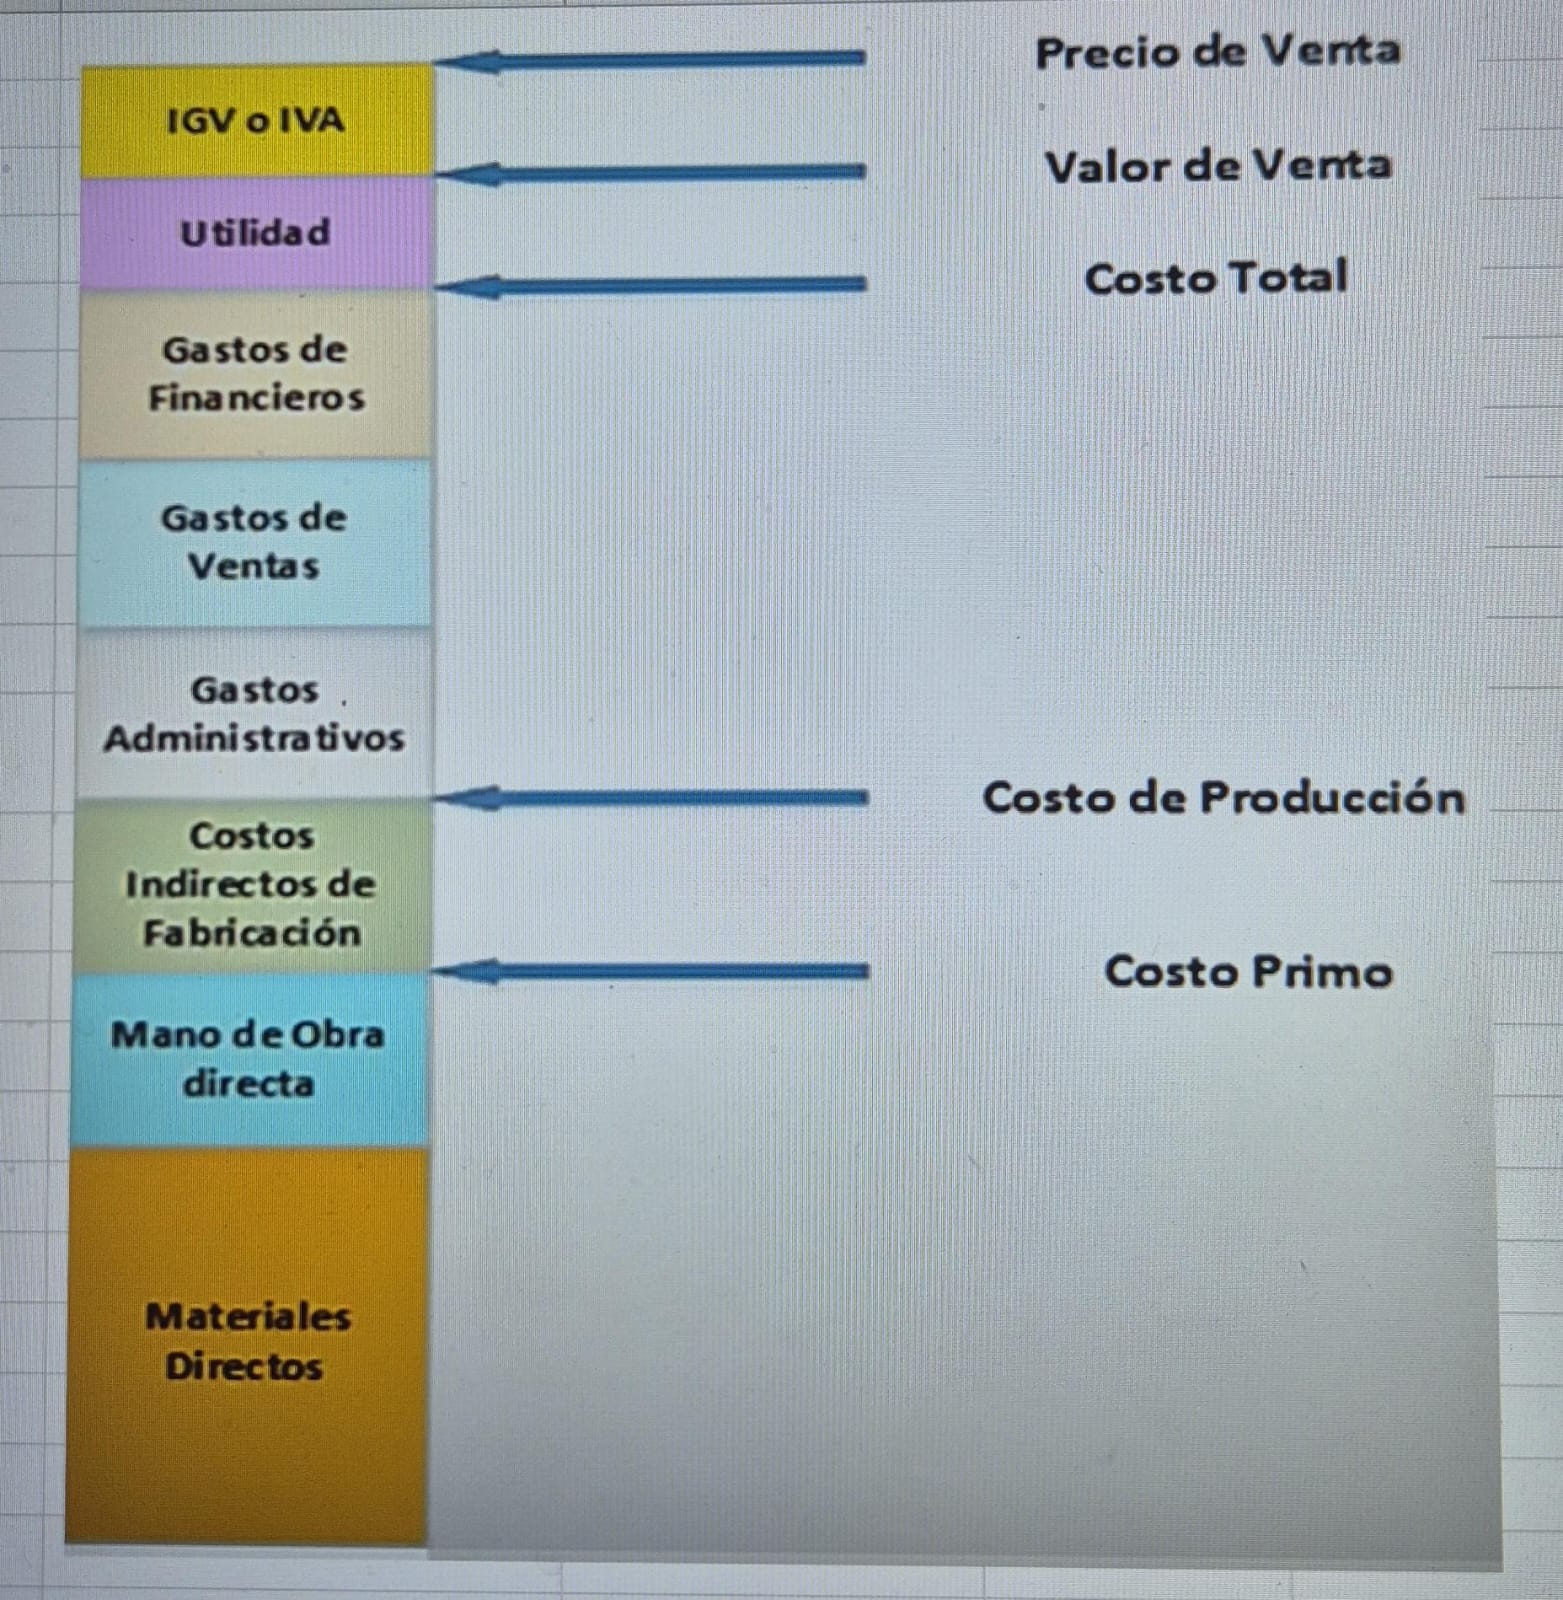 Precio de Venta
IGV o IVA
Valor de Venta
Utilidad
Costo Total
Gastos de
Financieros
Gastos de
Ventas
Gastos
Administrativos
Costo de Producción
Costos
Indirectos de
Fabricación
Costo Primo
Mano de Obra
directa
Materiales
Directos